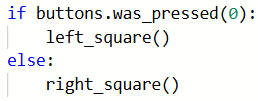 if buttons.was_pressed(0):
    left_square()
else:
    right_square()